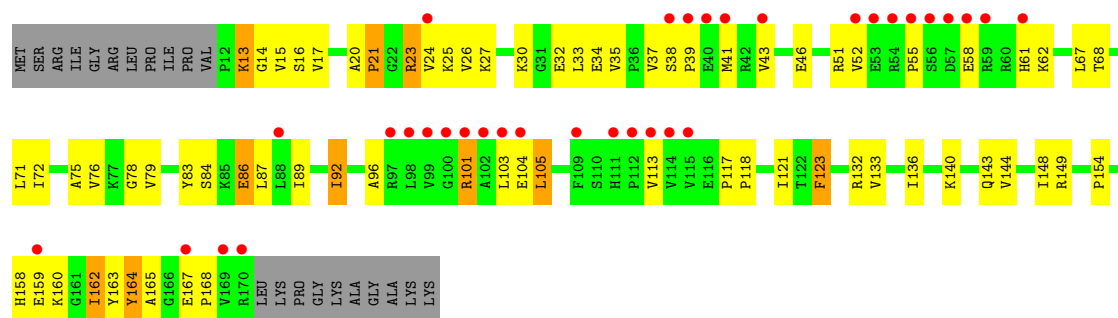 MET SER ARG ILE GLY ARG LEU PRO ILE PRO VAL P12 K13 G14 V15 S16 V17 A20 P21 G22 R23 V24 K25 V26 K27 K30 G31 E32 L33 E34 V35 P36 V37 S38 P39 E40 M41 R42 V43 E46 R51 V52 E53 R54 P55 S56 D57 E58 R59 R60 H61 K62 L67 T68
L71 I72 A75 V76 K77 G78 V79 Y83 S84 K85 E86 L87 L88 I89 I92 A96 R97 L98 V99 G100 R101 A102 L103 E104 L105 F109 S110 H111 P112 V113 V114 V115 E116 P117 P118 I121 T122 F123 R132 V133 I136 K140 Q143 V144 I148 R149 P154
H158 E159 K160 G161 I162 Y163 Y164 A165 G166 E167 P168 V169 R170 LEU LYS PRO GLY LYS ALA GLY ALA LYS LYS